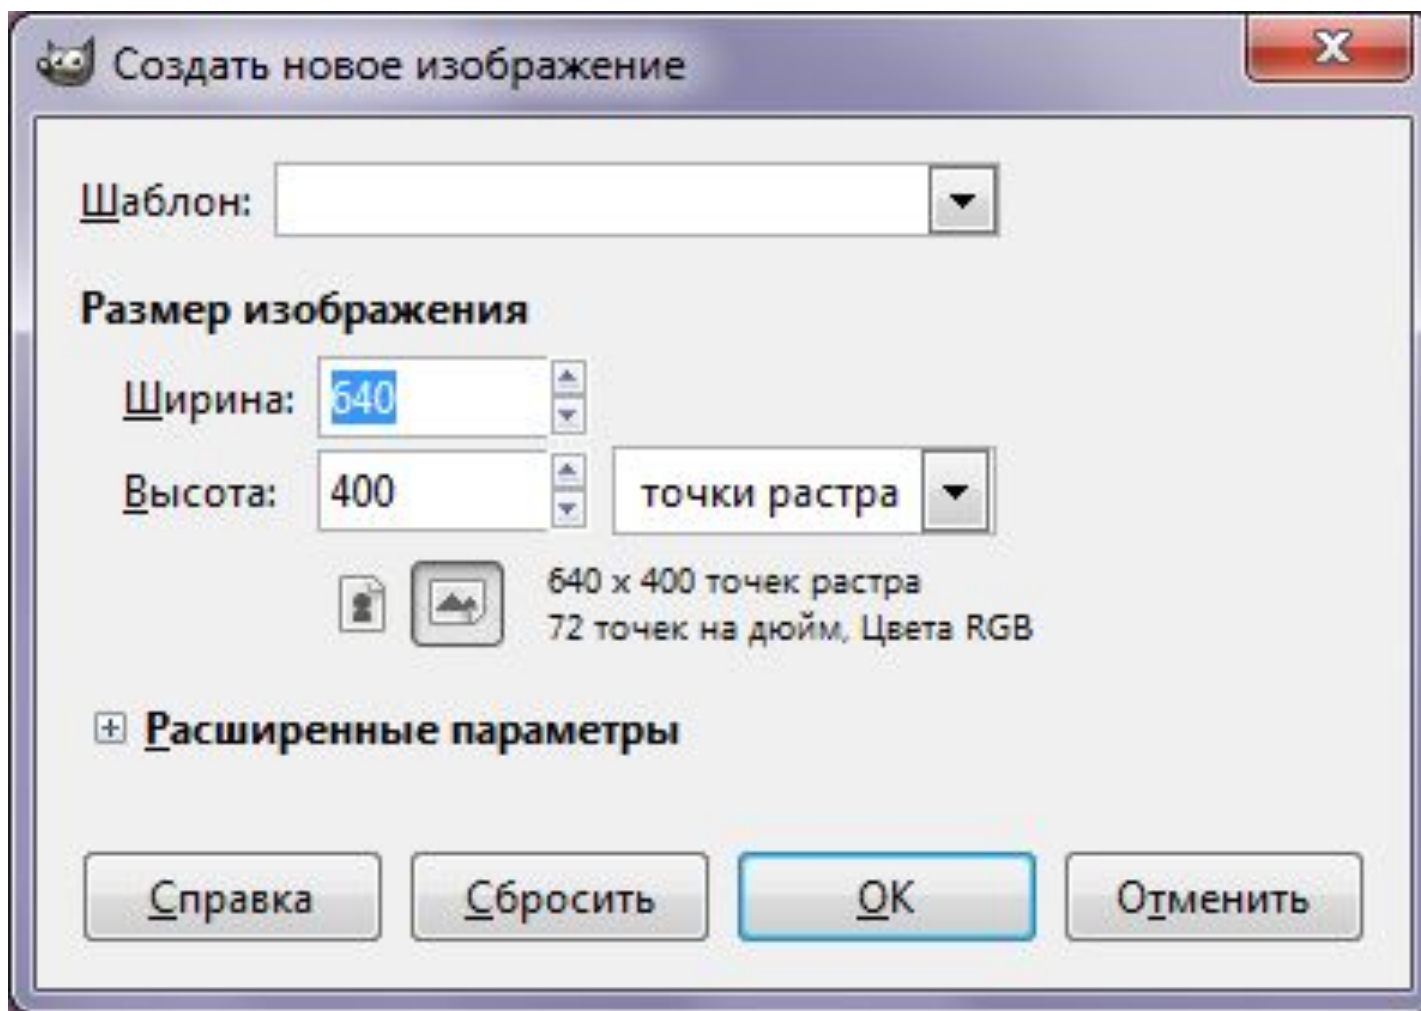 Создать новое изображение
Шаблон:
Размер изображения
Ширина: 640
Высота: 400 точки растра
640 x 400 точек растра
72 точек на дюйм, Цвета RGB
Расширенные параметры
Справка Сбросить OK Отменить